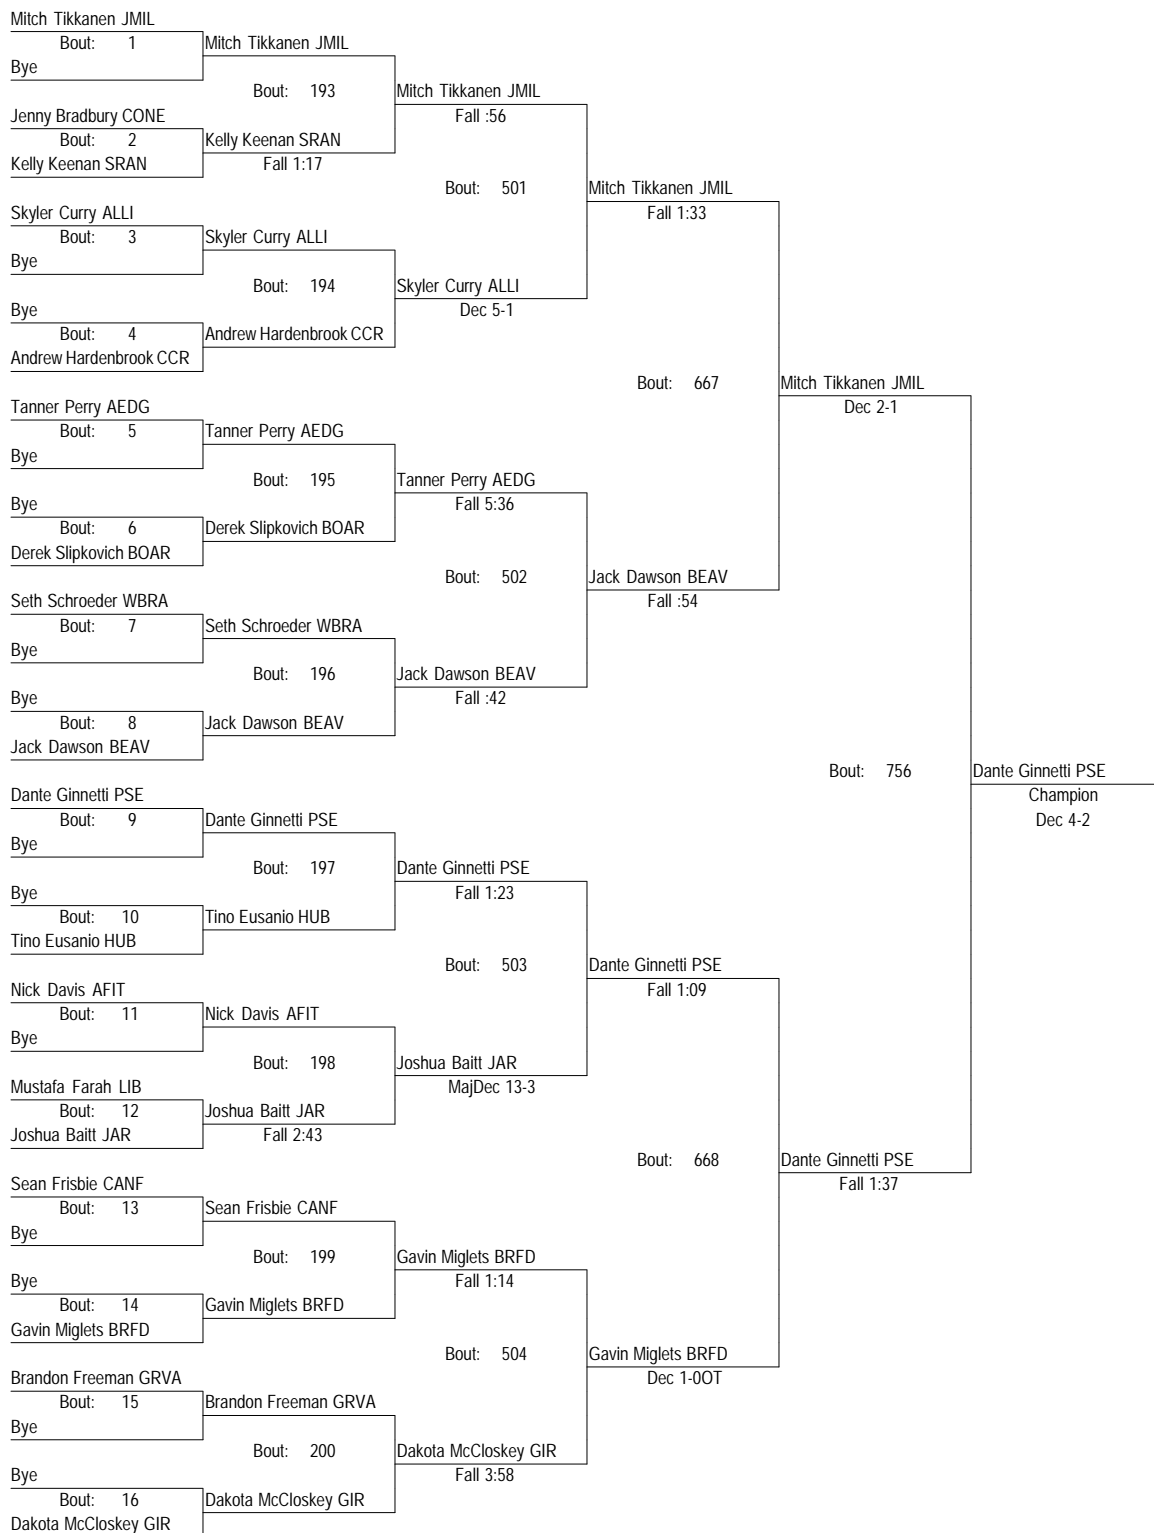 Mitch Tikkanen JMIL
Bout: 1 Mitch Tikkanen JMIL
Bye
Bout: 193 Mitch Tikkanen JMIL
Jenny Bradbury CONE Fall :56
Bout: 2 Kelly Keenan SRAN
Kelly Keenan SRAN Fall 1:17
Bout: 501 Mitch Tikkanen JMIL
Skyler Curry ALLI Fall 1:33
Bout: 3 Skyler Curry ALLI
Bye
Bout: 194 Skyler Curry ALLI
Bye Dec 5-1
Bout: 4 Andrew Hardenbrook CCR
Andrew Hardenbrook CCR
Bout: 667 Mitch Tikkanen JMIL
Tanner Perry AEDG Dec 2-1
Bout: 5 Tanner Perry AEDG
Bye
Bout: 195 Tanner Perry AEDG
Bye Fall 5:36
Bout: 6 Derek Slipkovich BOAR
Derek Slipkovich BOAR
Bout: 502 Jack Dawson BEAV
Seth Schroeder WBRA Fall :54
Bout: 7 Seth Schroeder WBRA
Bye
Bout: 196 Jack Dawson BEAV
Bye Fall :42
Bout: 8 Jack Dawson BEAV
Jack Dawson BEAV
Bout: 756 Dante Ginnetti PSE
Dante Ginnetti PSE Champion
Bout: 9 Dante Ginnetti PSE Dec 4-2
Bye
Bout: 197 Dante Ginnetti PSE
Bye Fall 1:23
Bout: 10 Tino Eusanio HUB
Tino Eusanio HUB
Bout: 503 Dante Ginnetti PSE
Nick Davis AFIT Fall 1:09
Bout: 11 Nick Davis AFIT
Bye
Bout: 198 Joshua Baitt JAR
Mustafa Farah LIB MajDec 13-3
Bout: 12 Joshua Baitt JAR
Joshua Baitt JAR Fall 2:43
Bout: 668 Dante Ginnetti PSE
Sean Frisbie CANF Fall 1:37
Bout: 13 Sean Frisbie CANF
Bye
Bout: 199 Gavin Miglets BRFD
Bye Fall 1:14
Bout: 14 Gavin Miglets BRFD
Gavin Miglets BRFD
Bout: 504 Gavin Miglets BRFD
Brandon Freeman GRVA Dec 1-0OT
Bout: 15 Brandon Freeman GRVA
Bye
Bout: 200 Dakota McCloskey GIR
Bye Fall 3:58
Bout: 16 Dakota McCloskey GIR
Dakota McCloskey GIR